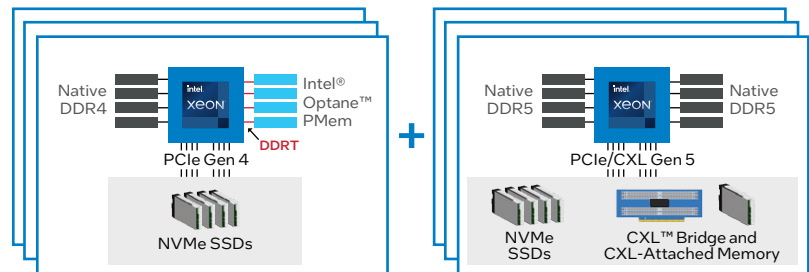 Native
DDR4
intel
xeon
Intel®
Optane™
PMem
DDRT
PCIe Gen 4
NVMe SSDs
+
Native
DDR5
intel
xeon
Native
DDR5
PCIe/CXL Gen 5
NVMe
SSDs
CXL™ Bridge and
CXL-Attached Memory